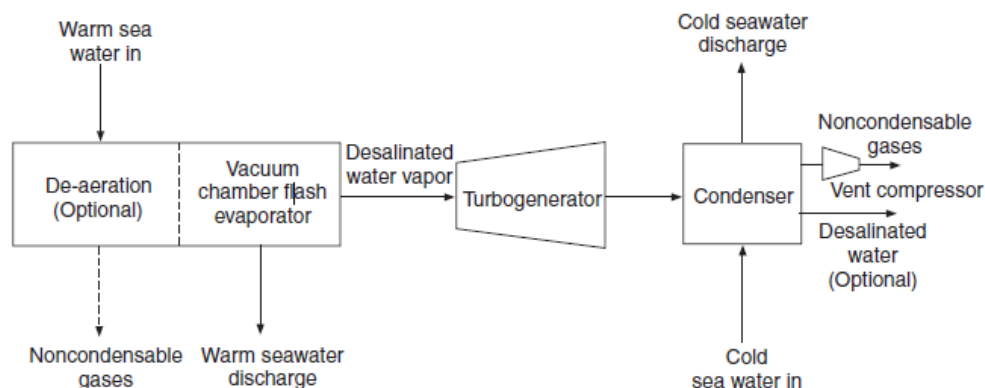 Warm sea
water in
De-aeration
(Optional)
Vacuum
chamber flash
evaporator
Noncondensable
gases
Warm seawater
discharge
Desalinated
water vapor
Turbogenerator
Cold seawater
discharge
Condenser
Cold
sea water in
Noncondensable
gases
Vent compressor
Desalinated
water
(Optional)